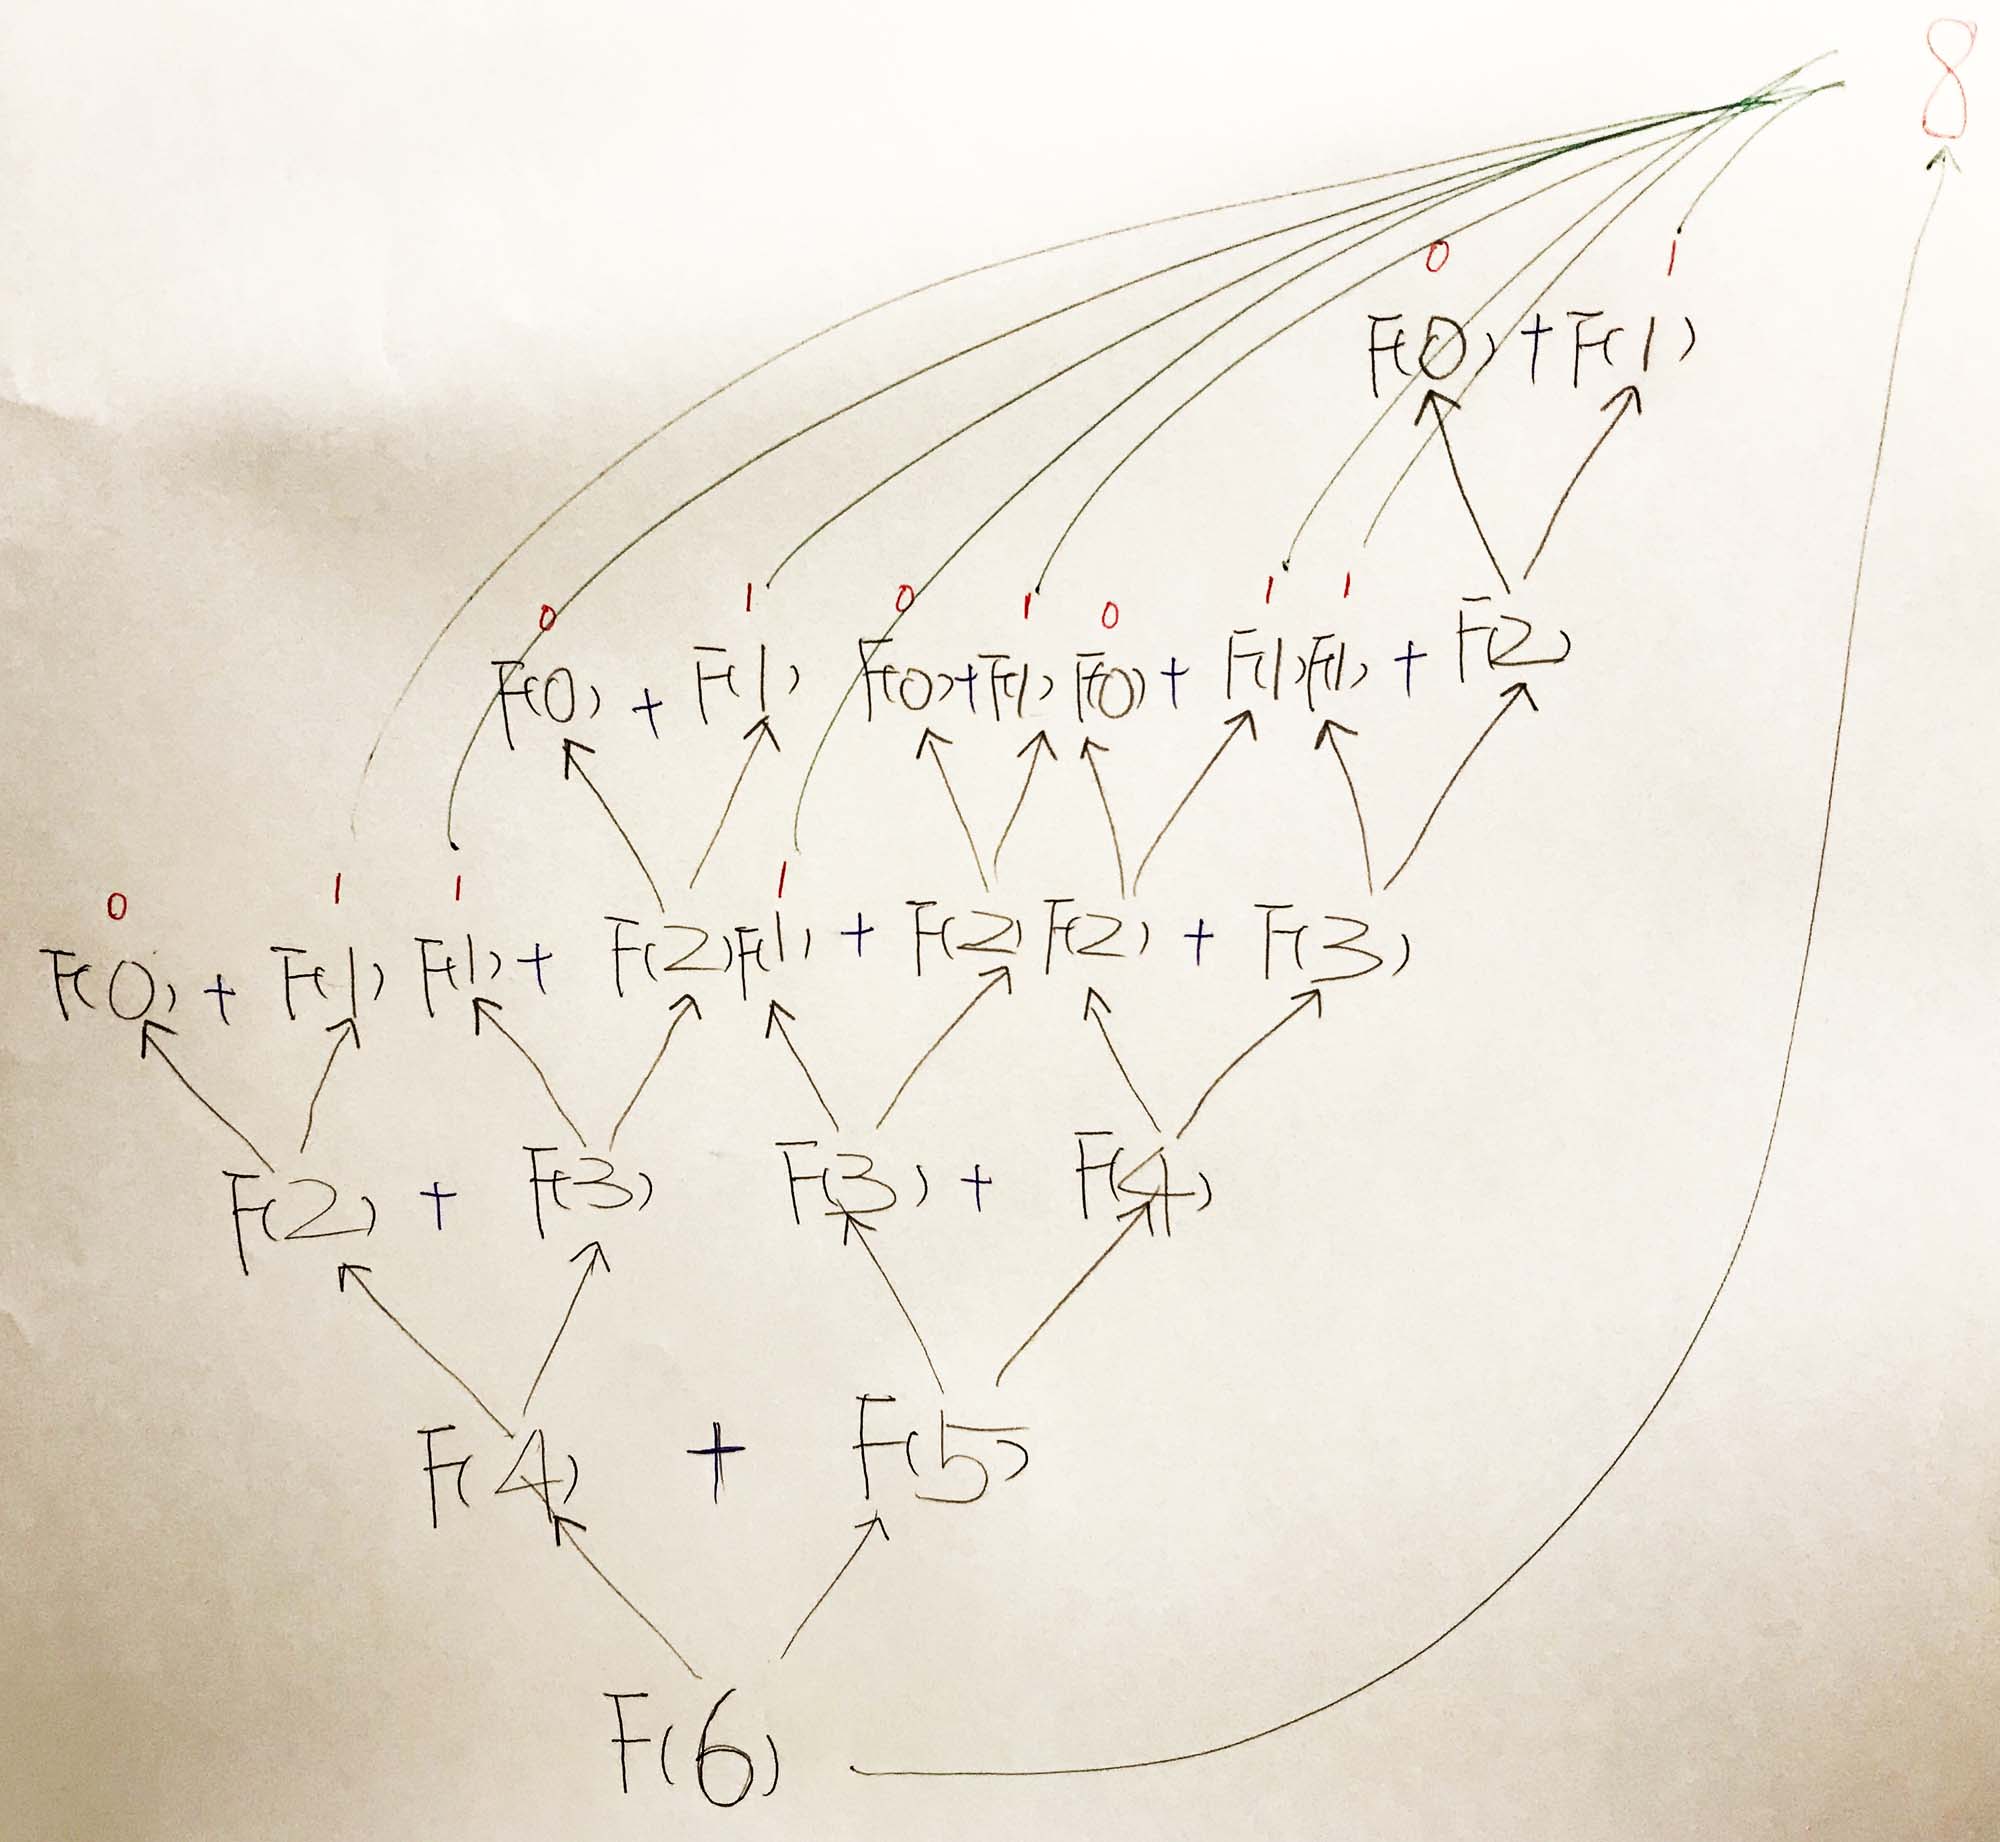 8
0 1
F(0) + F(1)
0 1 0 1 0 1 1
F(0) + F(1) F(0) + F(1) F(0) + F(1) F(1) + F(2)
0 1 1 1
F(0) + F(1) F(1) + F(2) F(1) + F(2) F(2) + F(3)
F(2) + F(3) F(3) + F(4)
F(4) + F(5)
F(6)